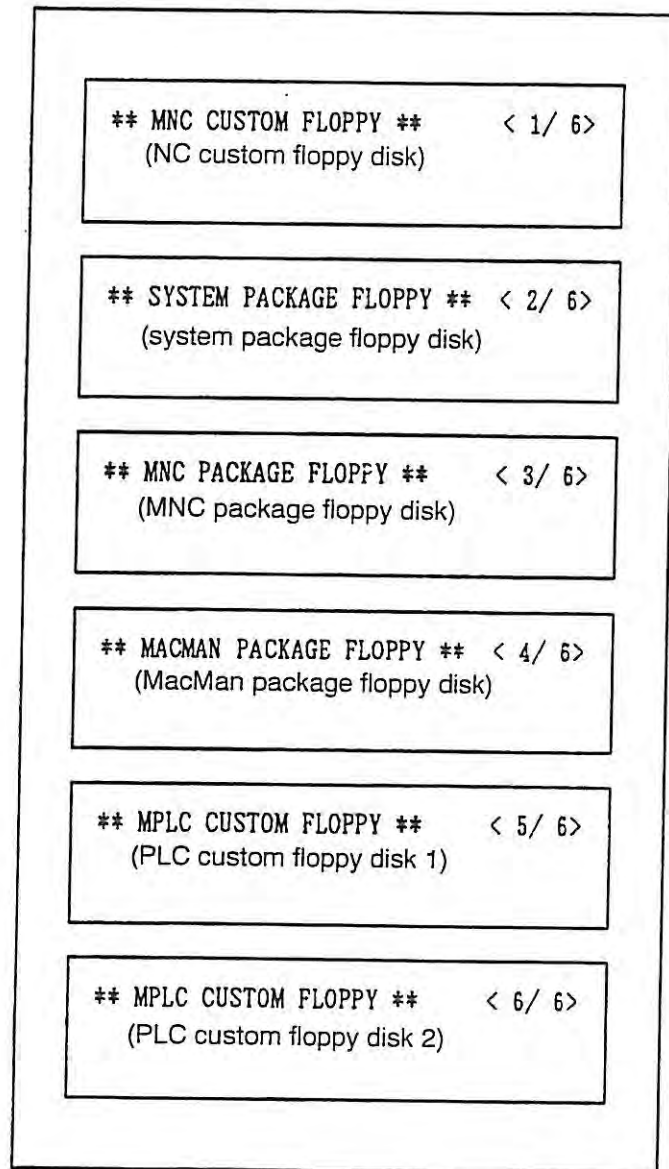 ** MNC CUSTOM FLOPPY ** < 1/ 6>
(NC custom floppy disk)
** SYSTEM PACKAGE FLOPPY ** < 2/ 6>
(system package floppy disk)
** MNC PACKAGE FLOPPY ** < 3/ 6>
(MNC package floppy disk)
** MACMAN PACKAGE FLOPPY ** < 4/ 6>
(MacMan package floppy disk)
** MPLC CUSTOM FLOPPY ** < 5/ 6>
(PLC custom floppy disk 1)
** MPLC CUSTOM FLOPPY ** < 6/ 6>
(PLC custom floppy disk 2)